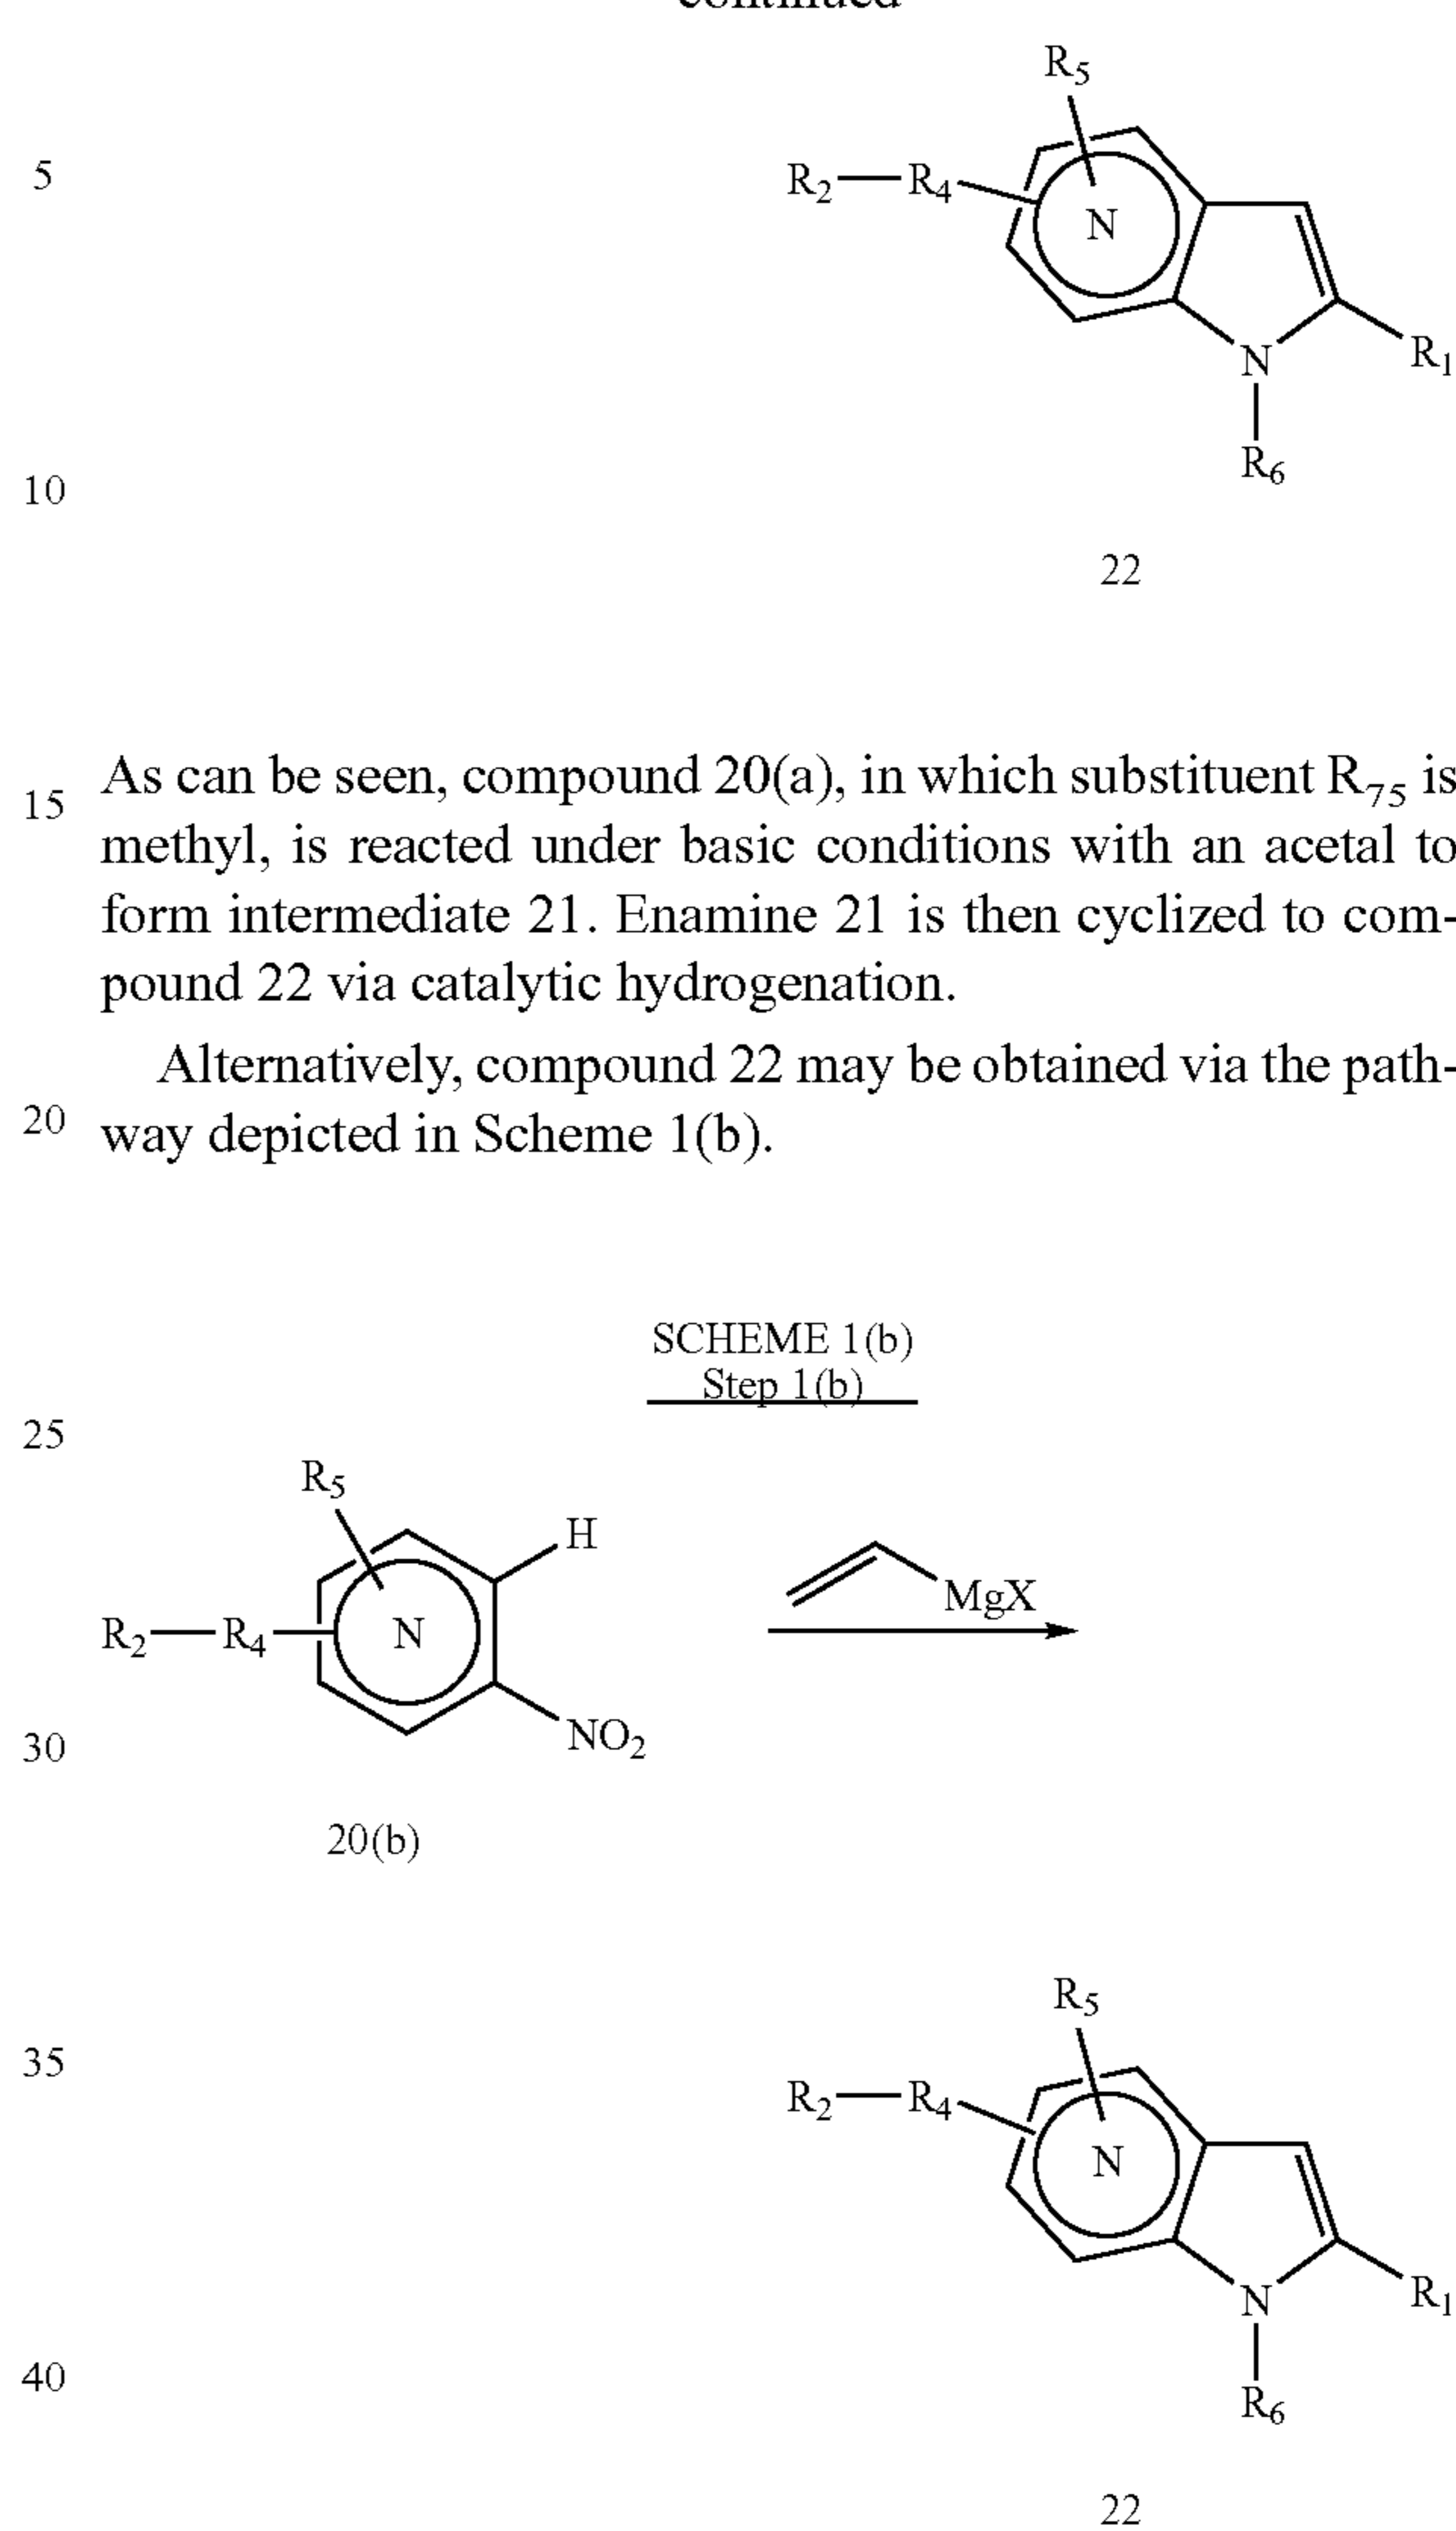 continued
R5
5
R2—R4
N
N
R1
R6
10
22
As can be seen, compound 20(a), in which substituent R75 is
15
methyl, is reacted under basic conditions with an acetal to
form intermediate 21. Enamine 21 is then cyclized to com-
pound 22 via catalytic hydrogenation.
Alternatively, compound 22 may be obtained via the path-
20
way depicted in Scheme 1(b).
SCHEME 1(b)
Step 1(b)
25
R5
H
MgX
R2—R4
N
NO2
30
20(b)
R5
35
R2—R4
N
N
R1
40
R6
22